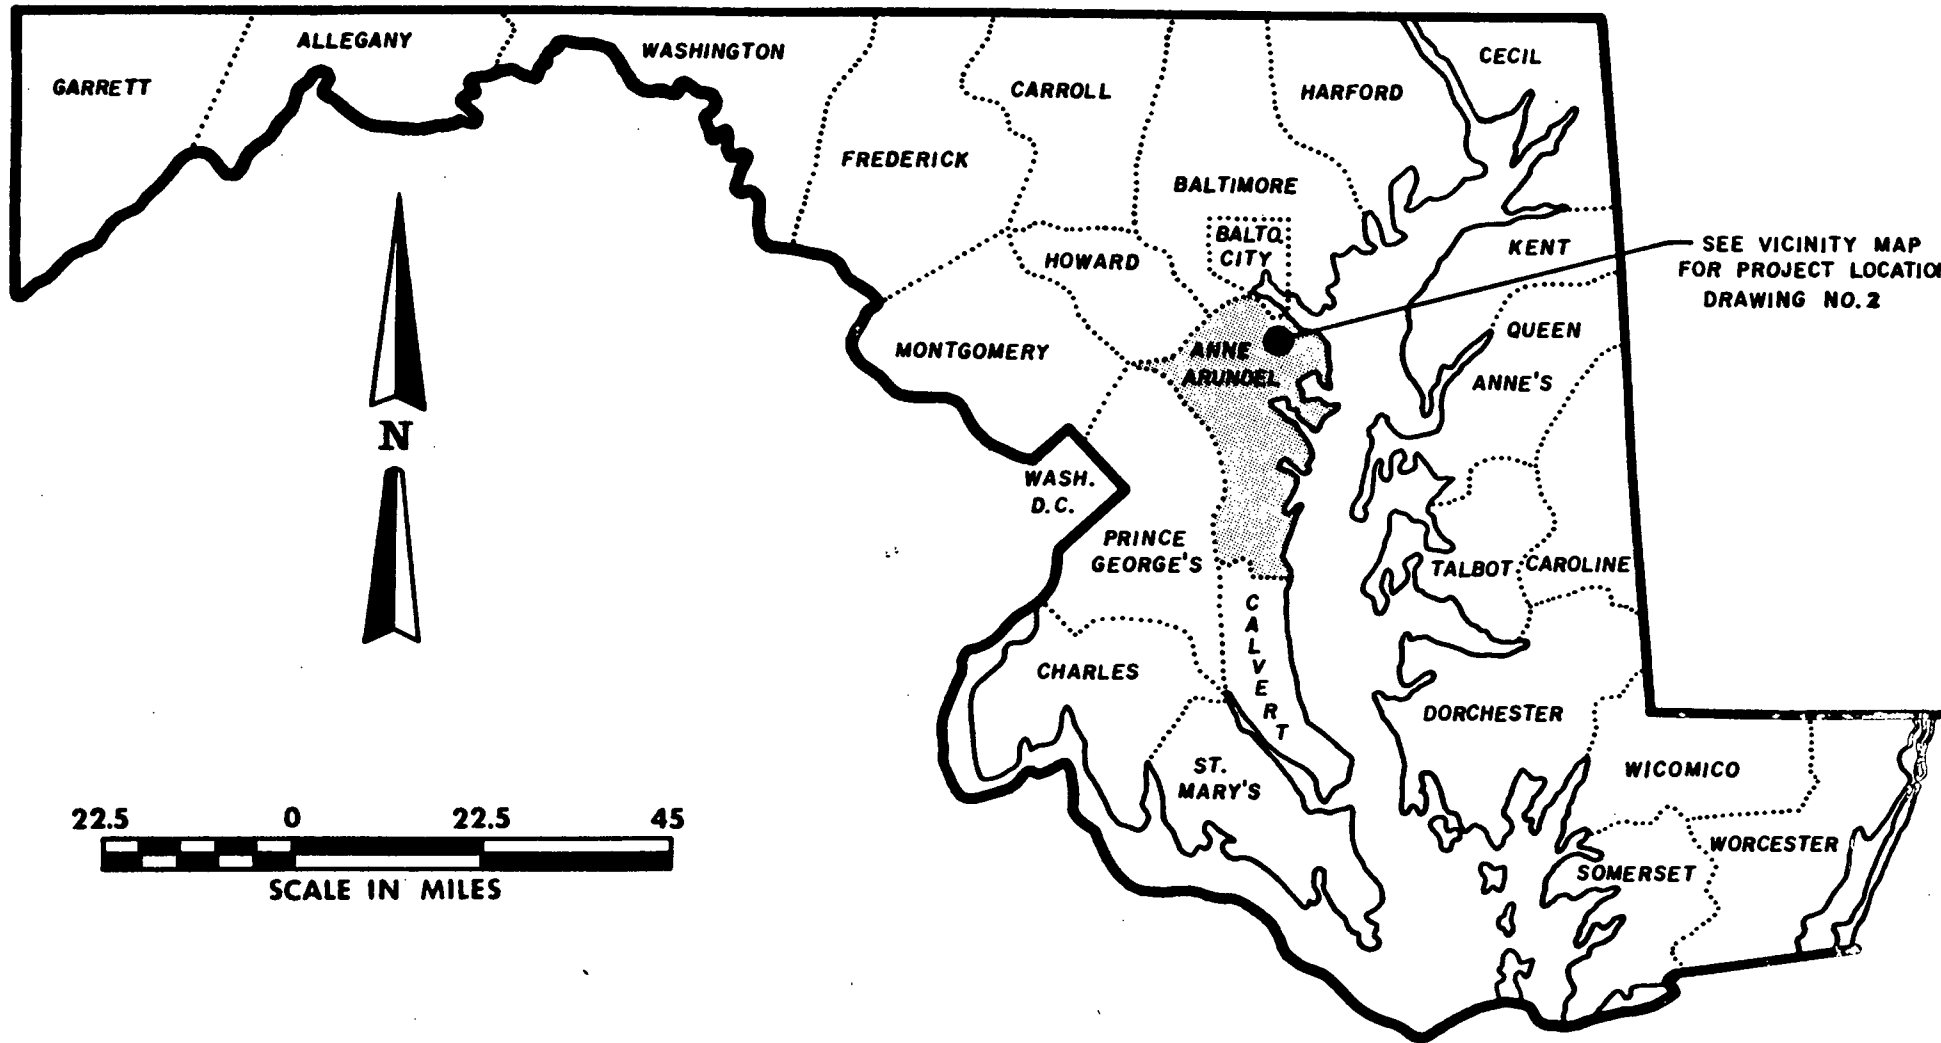 ALLEGANY
GARRETT
WASHINGTON
CECIL
CARROLL
HARFORD
FREDERICK
BALTIMORE
BALTO.
CITY
HOWARD
KENT
SEE VICINITY MAP
FOR PROJECT LOCATION
DRAWING NO. 2
QUEEN
ANNE'S
MONTGOMERY
ANNE
ARUNDEL
N
WASH.
D.C.
PRINCE
GEORGE'S
TALBOT
CAROLINE
CALVERT
CHARLES
DORCHESTER
ST.
MARY'S
WICOMICO
WORCESTER
SOMERSET
22.5 0 22.5 45
SCALE IN MILES